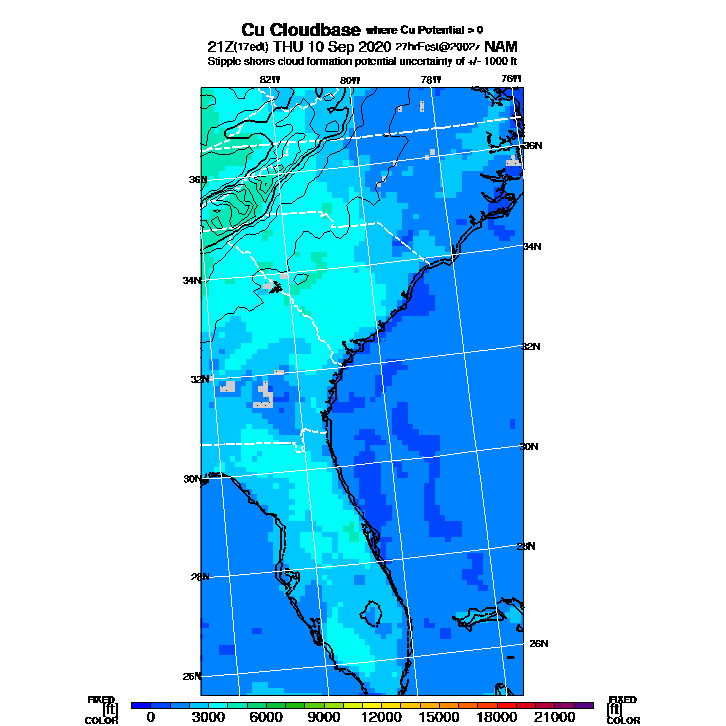 Cu Cloudbase where Cu Potential > 0
21Z(17edt) THU 10 Sep 2020 27hrFcst@2002z NAM
Stipple shows cloud formation potential uncertainty of +/- 1000 ft
82W 80W 78W 76W
36N
36N
34N
34N
32N
32N
30N
30N
28N
28N
26N
26N
FIXED FIXED
[ft] [ft]
COLOR COLOR
0 3000 6000 9000 12000 15000 18000 21000